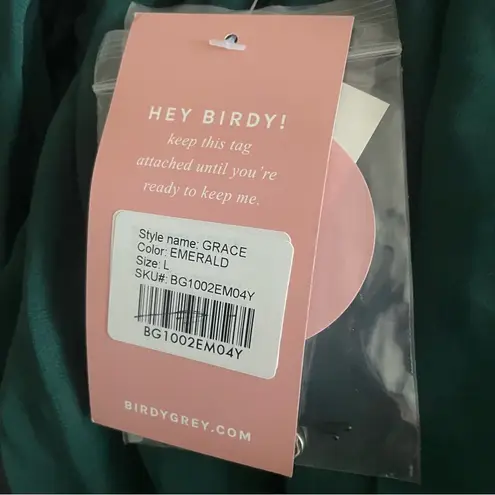 HEY BIRDY!
keep this tag
attached until you're
ready to keep me.
Style name: GRACE
Color: EMERALD
Size: L
SKU#: BG1002EM04Y
BG1002EM04Y
BIRDYGREY.COM